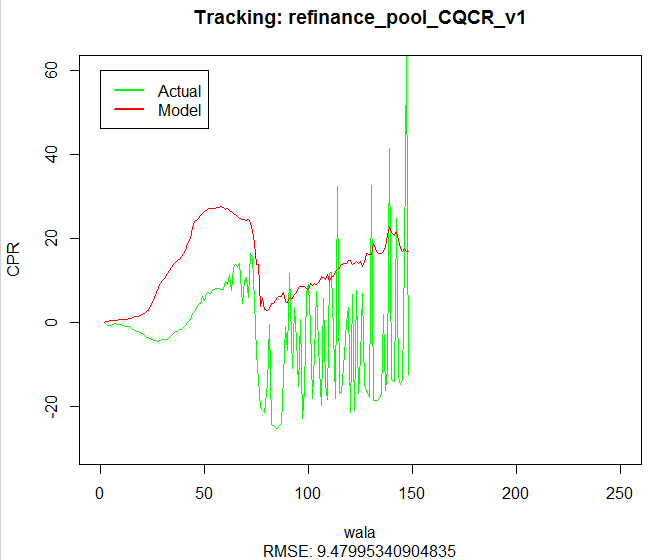 Tracking: refinance_pool_CQCR_v1
60
40
20
0
-20
CPR
Actual
Model
0 50 100 150 200 250
wala
RMSE: 9.47995340904835